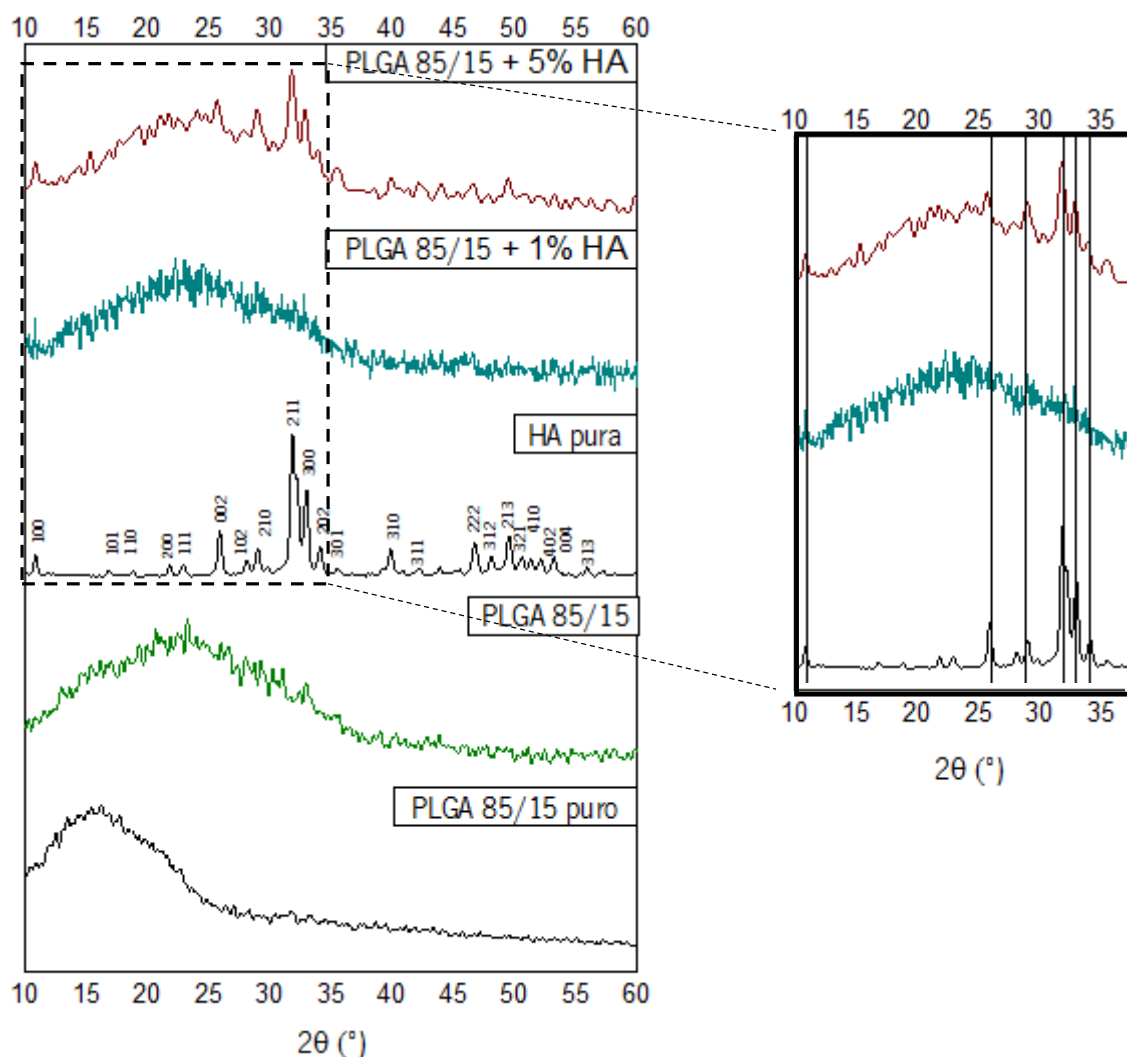 10 15 20 25 30 35 40 45 50 55 60
PLGA 85/15 + 5% HA
PLGA 85/15 + 1% HA
HA pura
100 101 110 200 111 002 102 210 211 300 202 301 310 311 222 312 213 321 410 402 004 313
PLGA 85/15
PLGA 85/15 puro
10 15 20 25 30 35 40 45 50 55 60
2θ (°)
10 15 20 25 30 35
10 15 20 25 30 35
2θ (°)